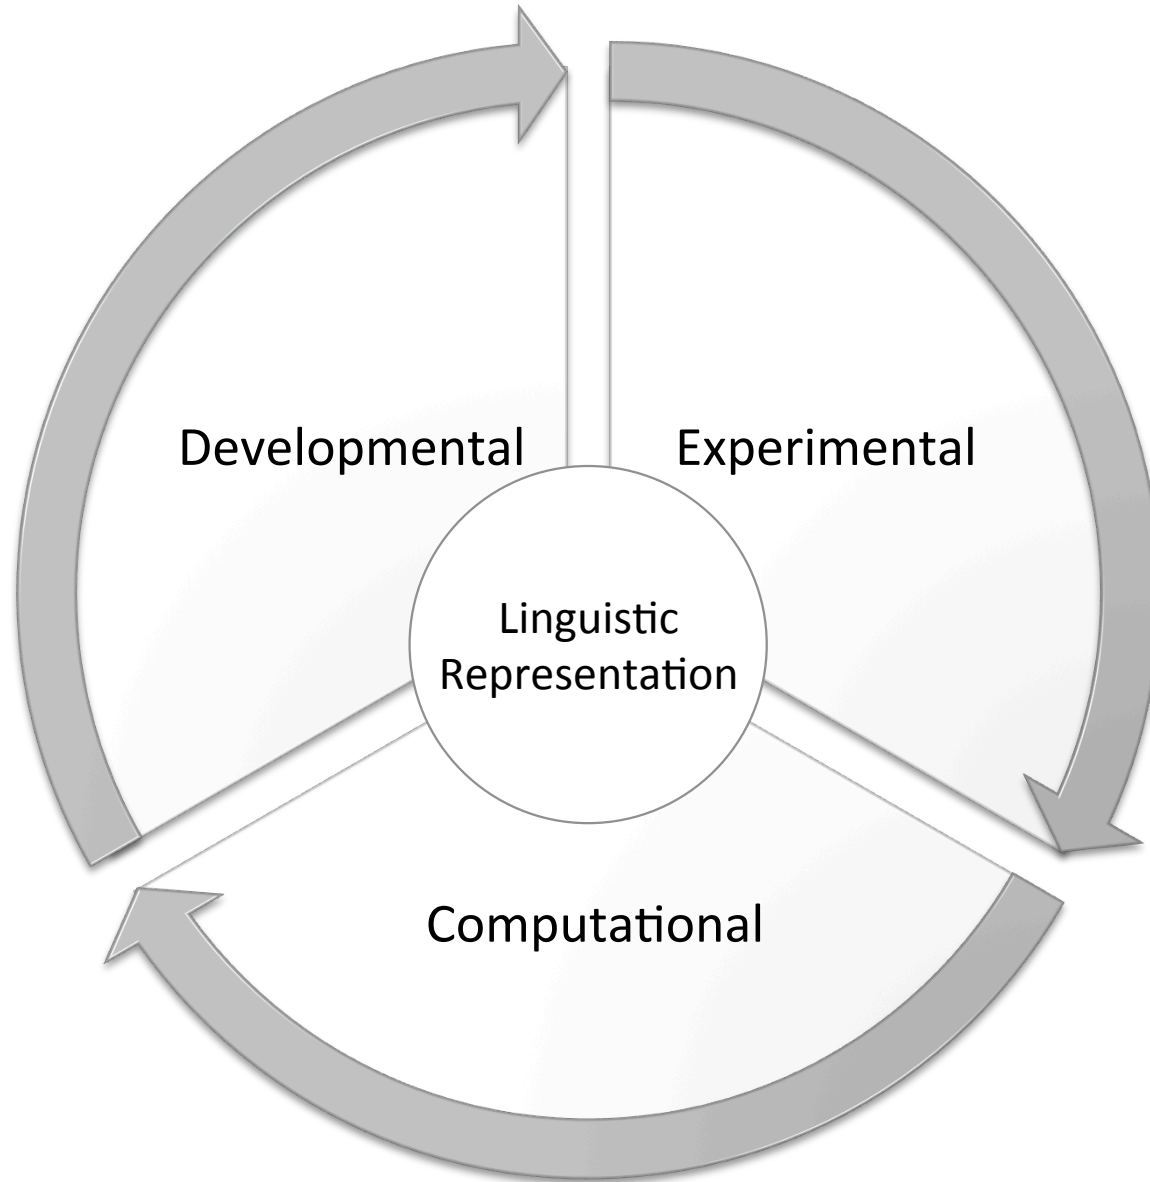 Developmental
Experimental
Linguistic
Representation
Computational